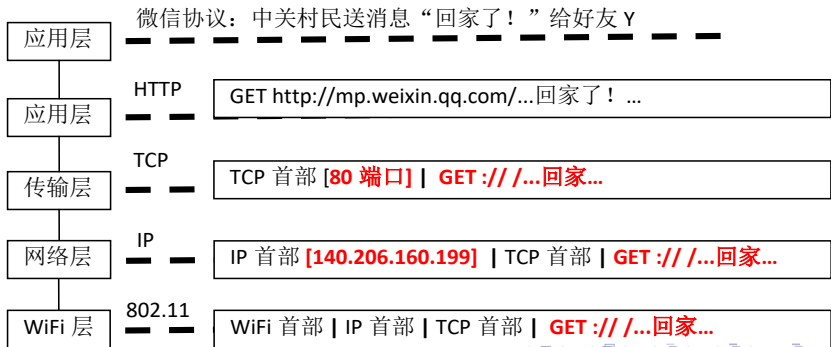 微信协议：中关村民送消息“回家了！”给好友 Y
应用层
HTTP
GET http://mp.weixin.qq.com/...回家了！...
应用层
TCP
TCP 首部 [80 端口] | GET :// /...回家...
传输层
IP
IP 首部 [140.206.160.199] | TCP 首部 | GET :// /...回家...
网络层
802.11
WiFi 首部 | IP 首部 | TCP 首部 | GET :// /...回家...
WiFi 层